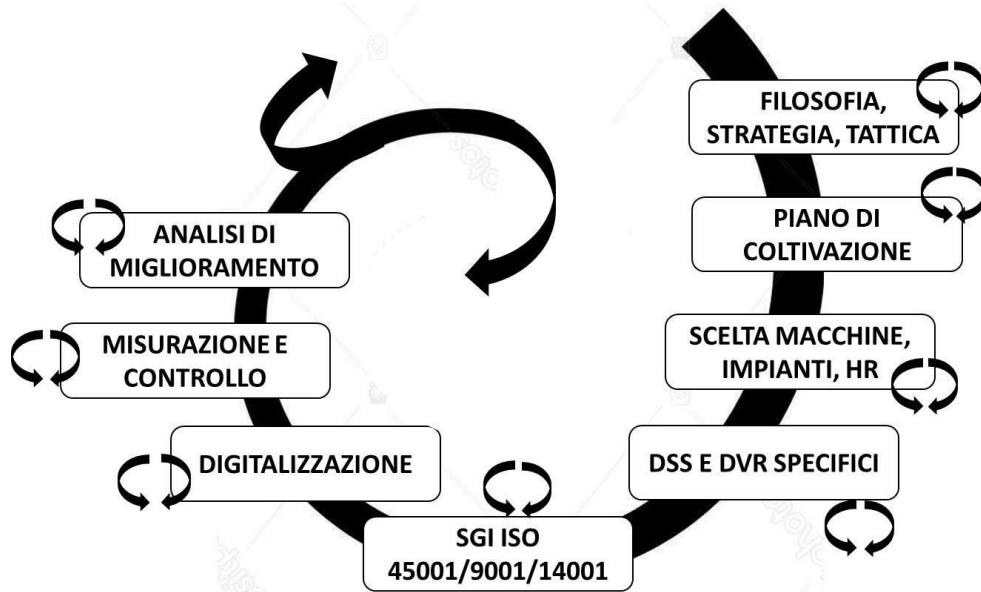 FILOSOFIA,
STRATEGIA, TATTICA
PIANO DI
COLTIVAZIONE
SCELTA MACCHINE,
IMPIANTI, HR
DSS E DVR SPECIFICI
SGI ISO
45001/9001/14001
DIGITALIZZAZIONE
MISURAZIONE E
CONTROLLO
ANALISI DI
MIGLIORAMENTO